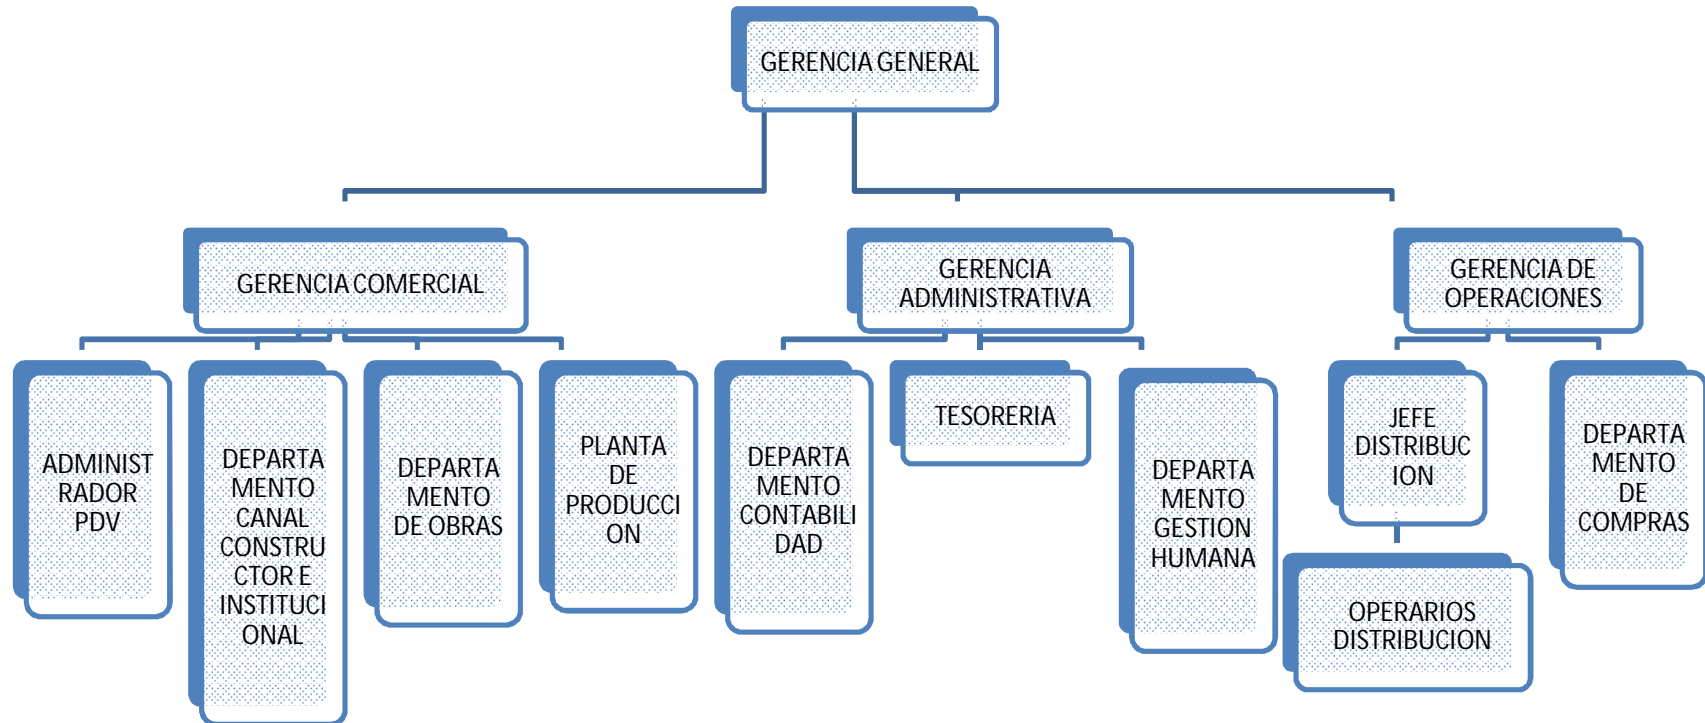 GERENCIA GENERAL
GERENCIA COMERCIAL
GERENCIA
ADMINISTRATIVA
GERENCIA DE
OPERACIONES
ADMINIST
RADOR
PDV
DEPARTA
MENTO
CANAL
CONSTRU
CTOR E
INSTITUCI
ONAL
DEPARTA
MENTO
DE OBRAS
PLANTA
DE
PRODUCCI
ON
DEPARTA
MENTO
CONTABILI
DAD
TESORERIA
DEPARTA
MENTO
GESTION
HUMANA
JEFE
DISTRIBUC
ION
DEPARTA
MENTO
DE
COMPRAS
OPERARIOS
DISTRIBUCION